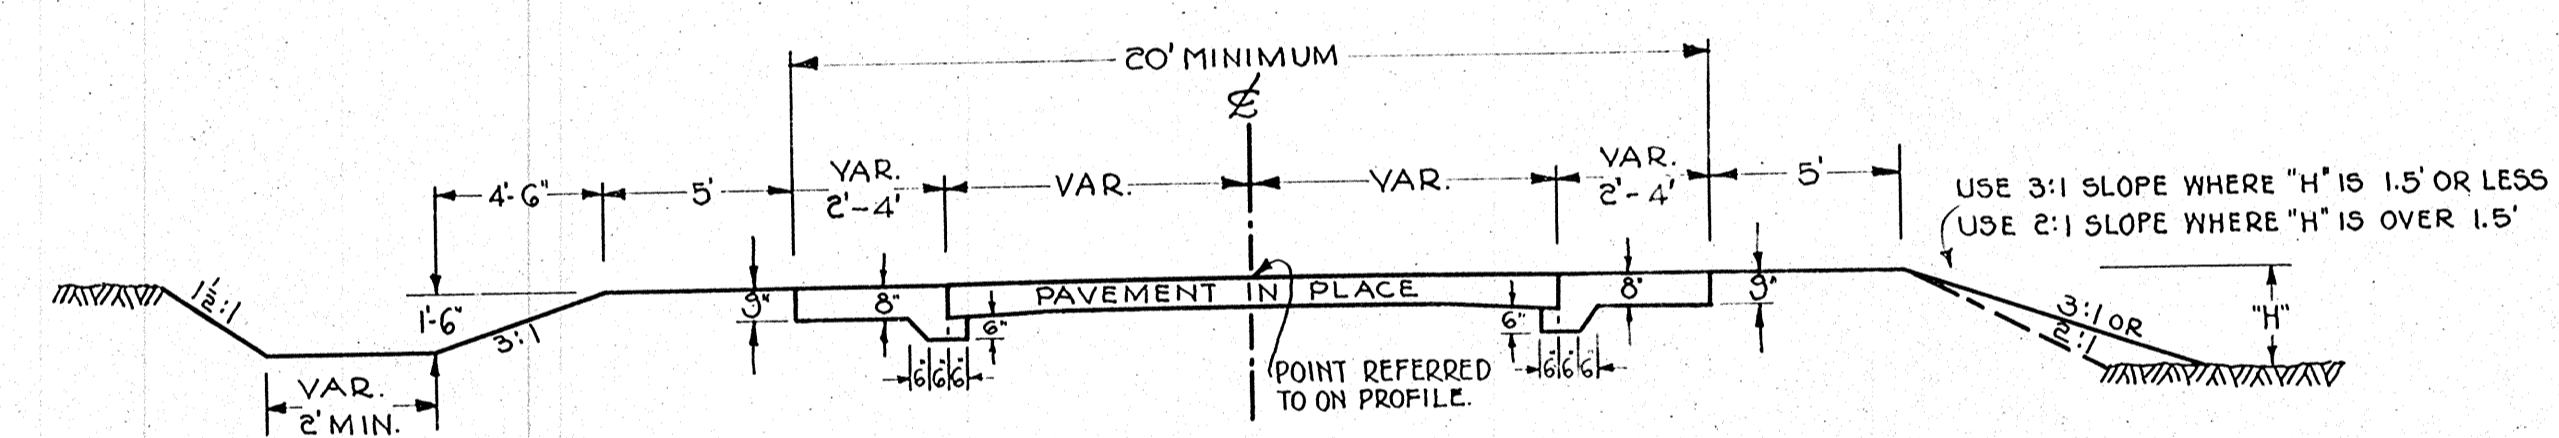 20' MINIMUM
℄
4'-6"
5'
VAR.
2'-4'
VAR.
VAR.
VAR.
2'-4'
5'
USE 3:1 SLOPE WHERE "H" IS 1.5' OR LESS
USE 2:1 SLOPE WHERE "H" IS OVER 1.5'
1½:1
1'-6"
3:1
9"
8"
PAVEMENT IN PLACE
6"
6"
8"
9"
3:1 OR
2:1
"H"
6" 6" 6"
6" 6" 6"
POINT REFERRED
TO ON PROFILE.
VAR.
2' MIN.